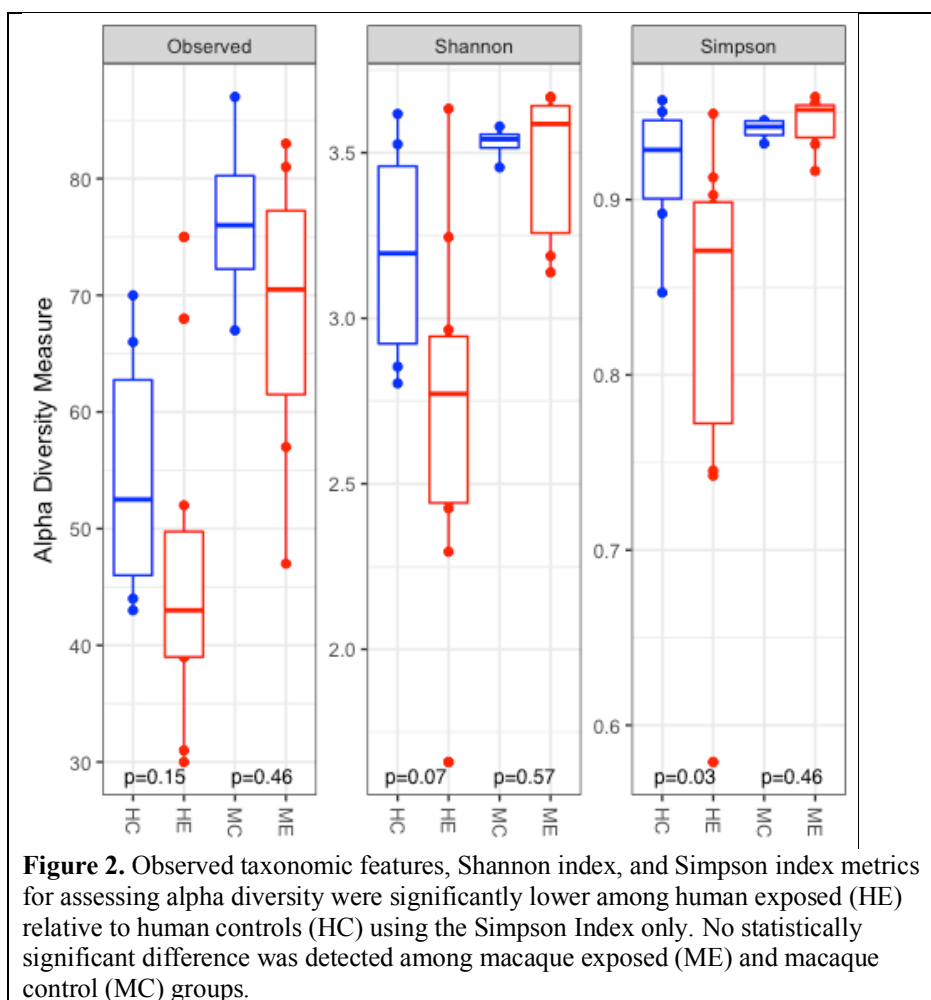 Observed
Shannon
Simpson
Alpha Diversity Measure
80
70
60
50
40
30
3.5
3.0
2.5
2.0
0.9
0.8
0.7
0.6
p=0.15 p=0.46
p=0.07 p=0.57
p=0.03 p=0.46
HC HE MC ME
HC HE MC ME
HC HE MC ME
Figure 2. Observed taxonomic features, Shannon index, and Simpson index metrics
for assessing alpha diversity were significantly lower among human exposed (HE)
relative to human controls (HC) using the Simpson Index only. No statistically
significant difference was detected among macaque exposed (ME) and macaque
control (MC) groups.